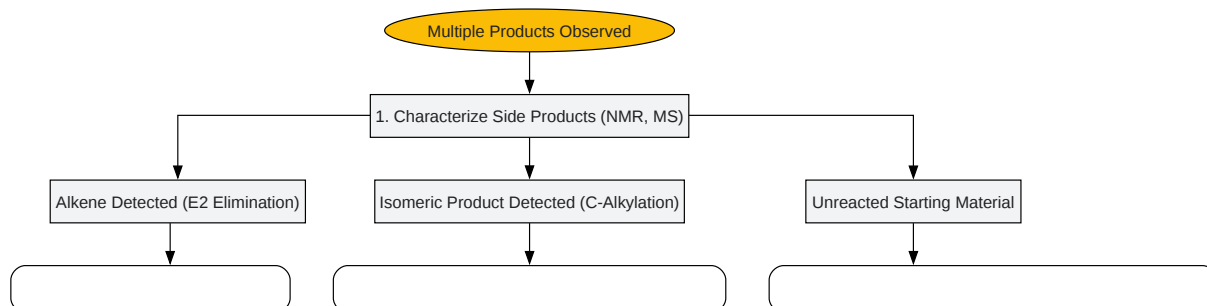 Multiple Products Observed
1. Characterize Side Products (NMR, MS)
Alkene Detected (E2 Elimination)
Isomeric Product Detected (C-Alkylation)
Unreacted Starting Material